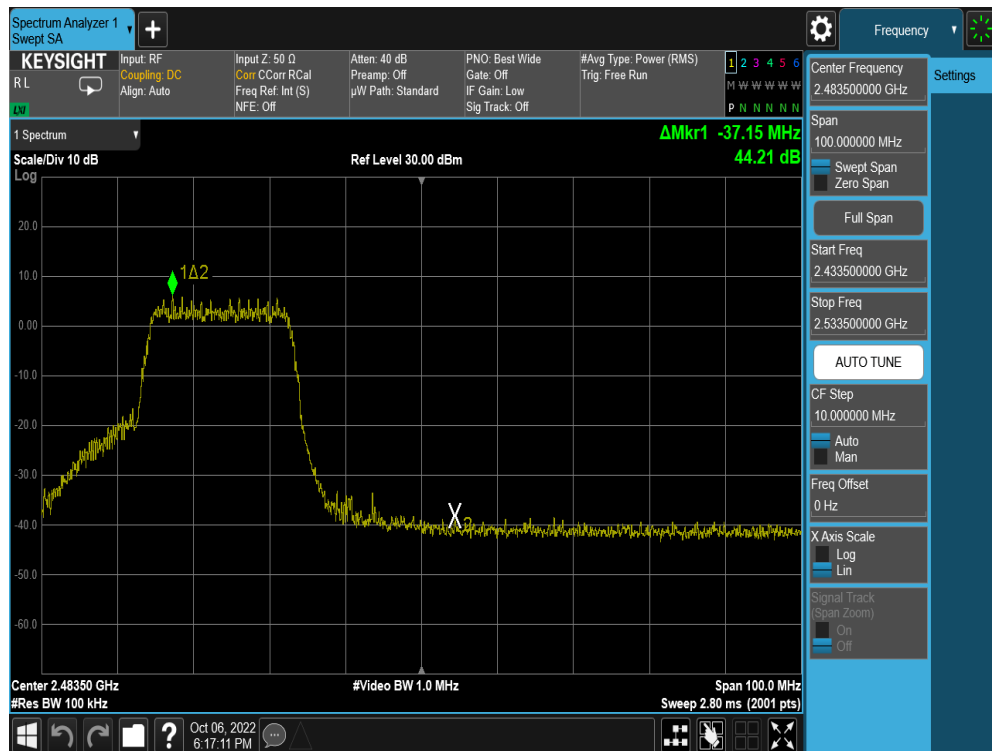 Spectrum Analyzer 1
Swept SA
+
Frequency
KEYSIGHT
R L
LXI
Input: RF
Coupling: DC
Align: Auto
Input Z: 50 Ω
Corr CCorr RCal
Freq Ref: Int (S)
NFE: Off
Atten: 40 dB
Preamp: Off
µW Path: Standard
PNO: Best Wide
Gate: Off
IF Gain: Low
Sig Track: Off
#Avg Type: Power (RMS)
Trig: Free Run
1 2 3 4 5 6
M W W W W W
P N N N N N
1 Spectrum
ΔMkr1 -37.15 MHz
44.21 dB
Scale/Div 10 dB
Ref Level 30.00 dBm
Log
20.0
10.0
0.00
-10.0
-20.0
-30.0
-40.0
-50.0
-60.0
1Δ2
X2
Center 2.48350 GHz
#Video BW 1.0 MHz
Span 100.0 MHz
#Res BW 100 kHz
Sweep 2.80 ms (2001 pts)
Center Frequency
2.483500000 GHz
Settings
Span
100.000000 MHz
Swept Span
Zero Span
Full Span
Start Freq
2.433500000 GHz
Stop Freq
2.533500000 GHz
AUTO TUNE
CF Step
10.000000 MHz
Auto
Man
Freq Offset
0 Hz
X Axis Scale
Log
Lin
Signal Track
(Span Zoom)
On
Off
?
Oct 06, 2022
6:17:11 PM